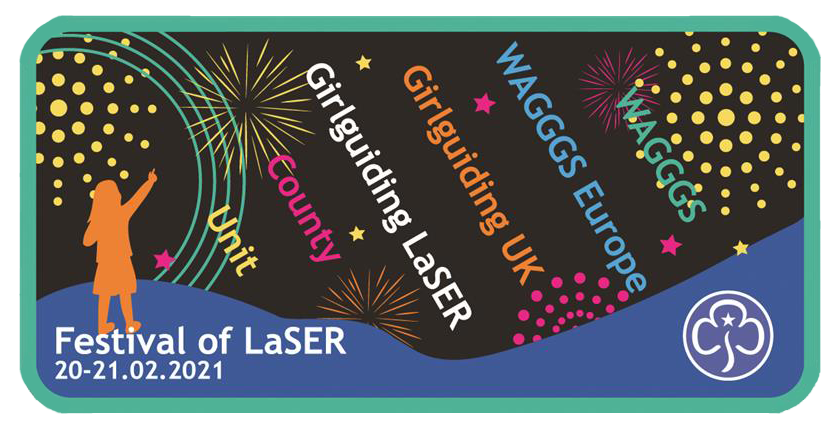 Unit
County
Girlguiding LaSER
Girlguiding UK
WAGGGS Europe
WAGGGS
Festival of LaSER
20-21.02.2021